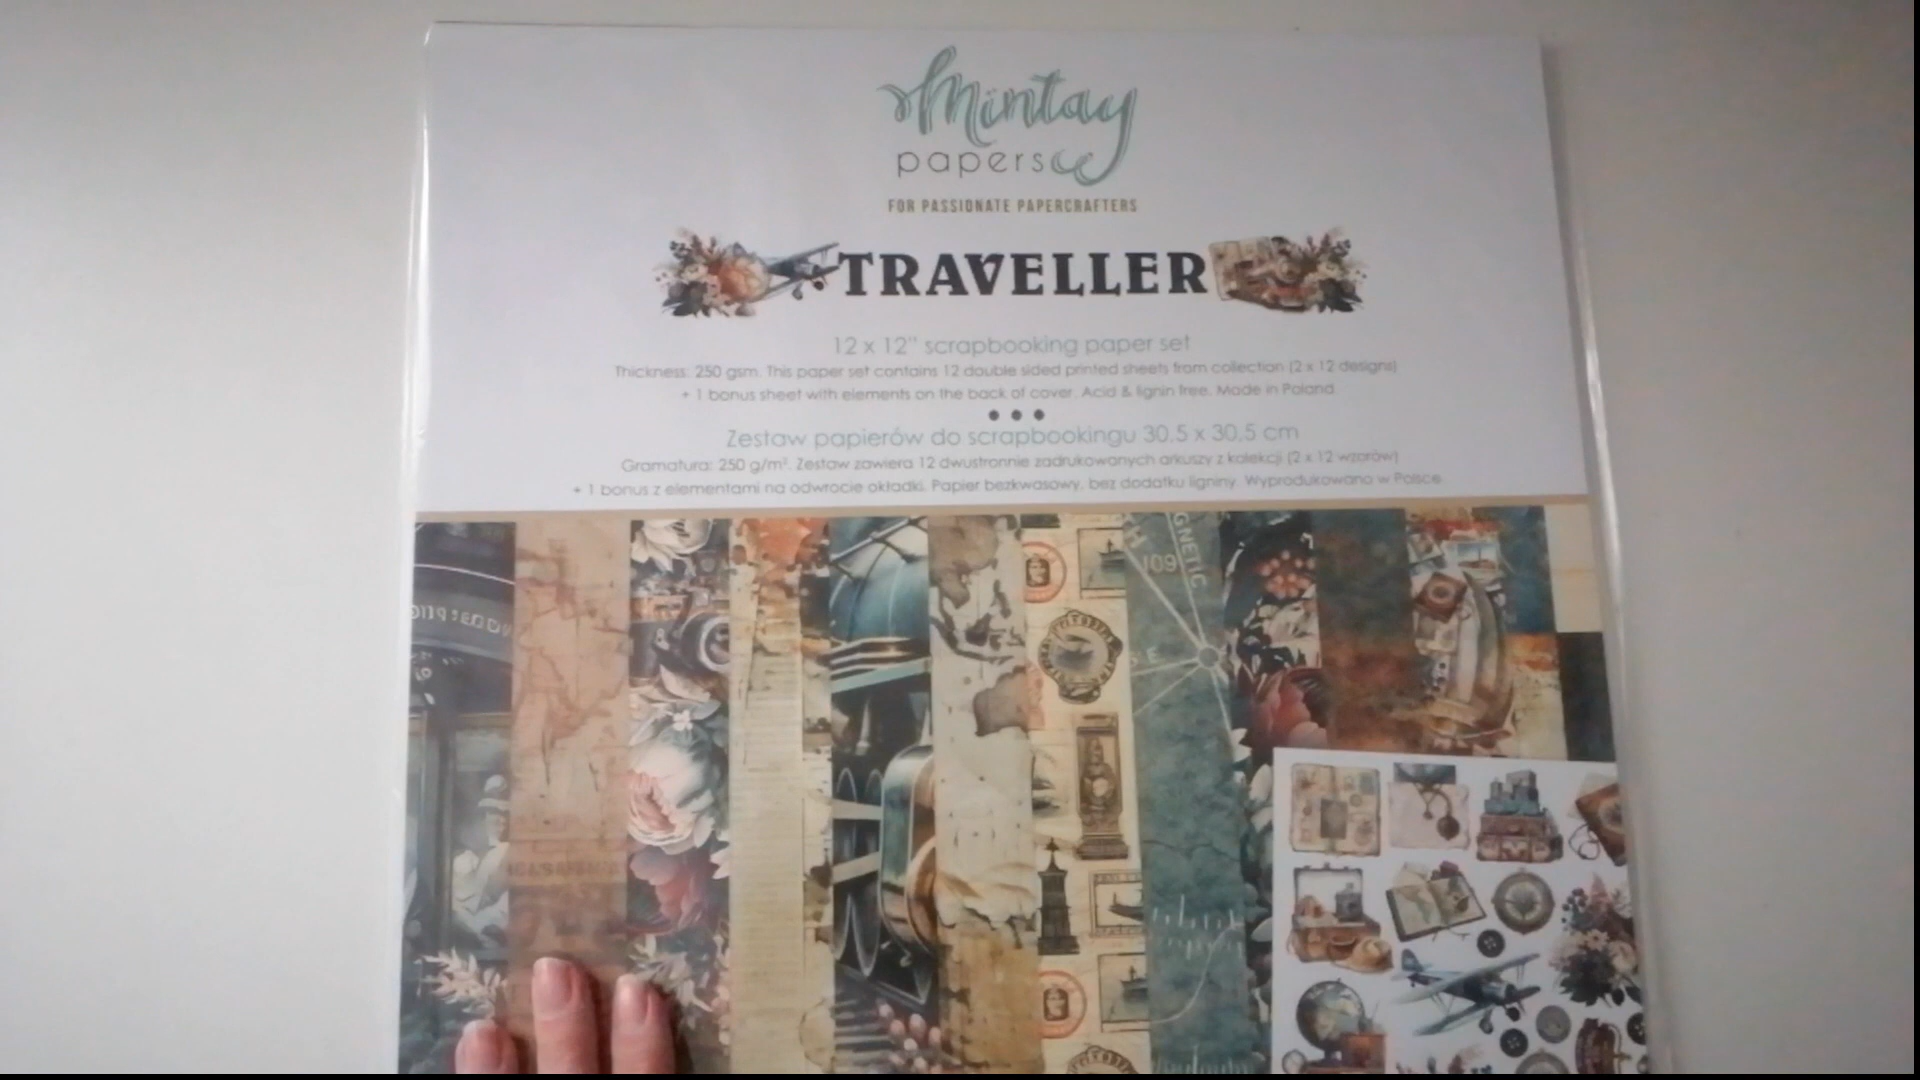 Mintay
papers
FOR PASSIONATE PAPERCRAFTERS
TRAVELLER
12 x 12" scrapbooking paper set
Thickness: 250 gsm. This paper set contains 12 double sided printed sheets from collection (2 x 12 designs)
+ 1 bonus sheet with elements on the back of cover. Acid & lignin free. Made in Poland.
Zestaw papierów do scrapbookingu 30,5 x 30,5 cm
Gramatura: 250 g/m². Zestaw zawiera 12 dwustronnie zadrukowanych arkuszy z kolekcji (2 x 12 wzorów)
+ 1 bonus z elementami na odwrocie okładki. Papier bezkwasowy, bez dodatku ligniny. Wyprodukowano w Polsce.
109
GNETIC